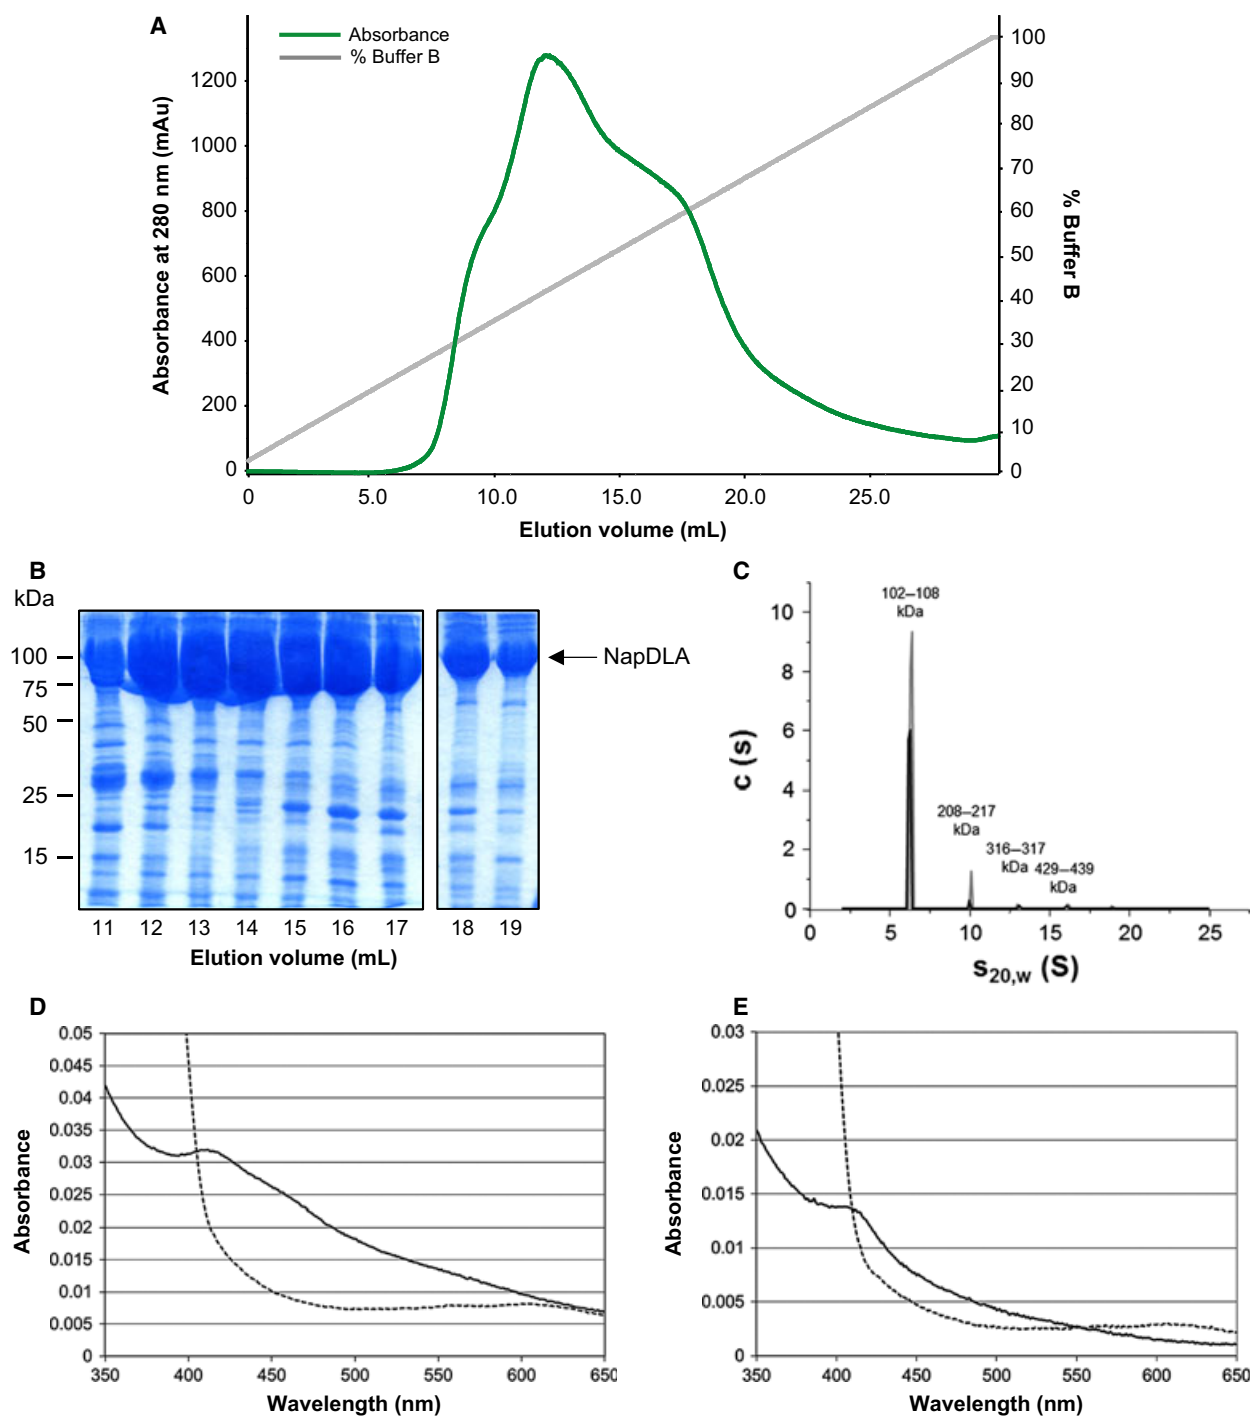 A
Absorbance
% Buffer B
1200
1000
800
600
400
200
0
Absorbance at 280 nm (mAu)
100
90
80
70
60
50
40
30
20
10
0
% Buffer B
0 5.0 10.0 15.0 20.0 25.0
Elution volume (mL)
B
kDa
100
75
50
25
15
NapDLA
11 12 13 14 15 16 17 18 19
Elution volume (mL)
C
10
8
6
4
2
0
c (s)
102–108
kDa
208–217
kDa
316–317
kDa
429–439
kDa
0 5 10 15 20 25
s20,w (S)
D
0.05
0.045
0.04
0.035
0.03
0.025
0.02
0.015
0.01
0.005
0
Absorbance
350 400 450 500 550 600 650
Wavelength (nm)
E
0.03
0.025
0.02
0.015
0.01
0.005
0
Absorbance
350 400 450 500 550 600 650
Wavelength (nm)